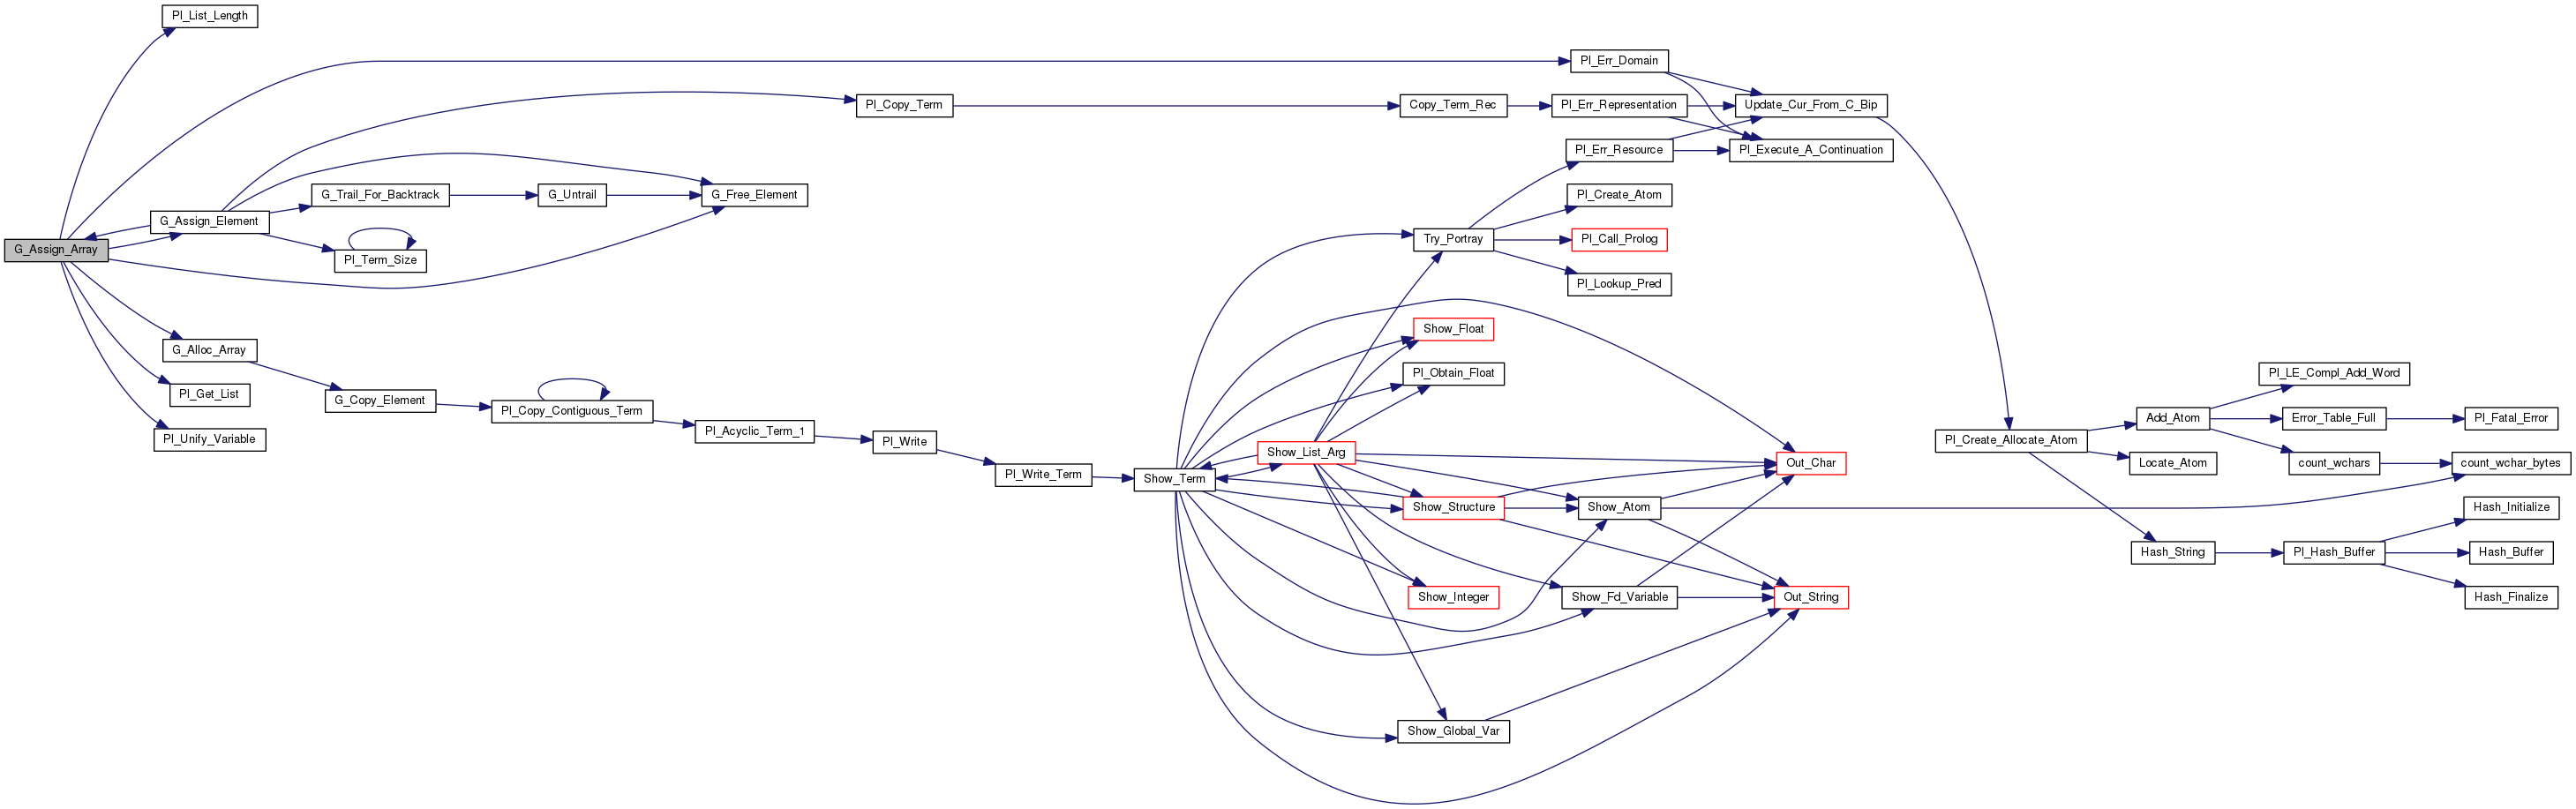 Pl_List_Length
Pl_Err_Domain
Pl_Copy_Term
Copy_Term_Rec
Pl_Err_Representation
Update_Cur_From_C_Bip
Pl_Err_Resource
Pl_Execute_A_Continuation
G_Trail_For_Backtrack
G_Untrail
G_Free_Element
Pl_Create_Atom
G_Assign_Element
G_Assign_Array
Pl_Term_Size
Try_Portray
Pl_Call_Prolog
Pl_Lookup_Pred
Show_Float
G_Alloc_Array
Pl_Obtain_Float
Pl_LE_Compl_Add_Word
Pl_Get_List
G_Copy_Element
Pl_Copy_Contiguous_Term
Add_Atom
Error_Table_Full
Pl_Fatal_Error
Pl_Acyclic_Term_1
Pl_Unify_Variable
Pl_Write
Pl_Create_Allocate_Atom
Show_List_Arg
Out_Char
Locate_Atom
count_wchars
count_wchar_bytes
Pl_Write_Term
Show_Term
Show_Structure
Show_Atom
Hash_Initialize
Hash_String
Pl_Hash_Buffer
Hash_Buffer
Show_Integer
Show_Fd_Variable
Out_String
Hash_Finalize
Show_Global_Var